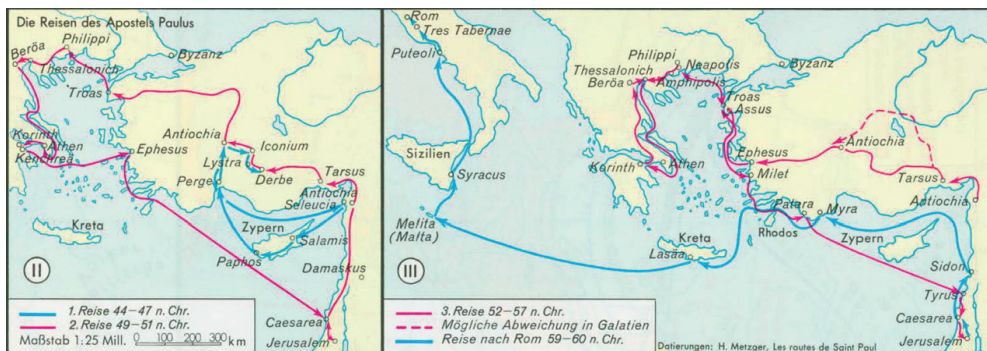 Die Reisen des Apostels Paulus
Philippi
Beröa
Byzanz
Thessalonich
Troas
Korinth
Athen
Kenchrea
Ephesus
Antiochia
Iconium
Lystra
Derbe
Tarsus
Perge
Antiochia
Seleucia
Zypern
Kreta
Salamis
Paphos
Damaskus
II
Caesarea
Jerusalem
1. Reise 44–47 n. Chr.
2. Reise 49–51 n. Chr.
Maßstab 1:25 Mill. 0 100 200 300 km
Rom
Tres Tabernae
Puteoli
Philippi
Neapolis
Byzanz
Thessalonich
Beröa
Amphipolis
Troas
Assus
Sizilien
Antiochia
Ephesus
Korinth
Athen
Milet
Tarsus
Syracus
Antiochia
Patara
Myra
Melita
(Malta)
Kreta
Rhodos
Zypern
Lasäa
Sidon
III
Tyrus
Caesarea
Jerusalem
3. Reise 52–57 n. Chr.
Mögliche Abweichung in Galatien
Reise nach Rom 59–60 n. Chr.
Datierungen: H. Metzger, Les routes de Saint Paul